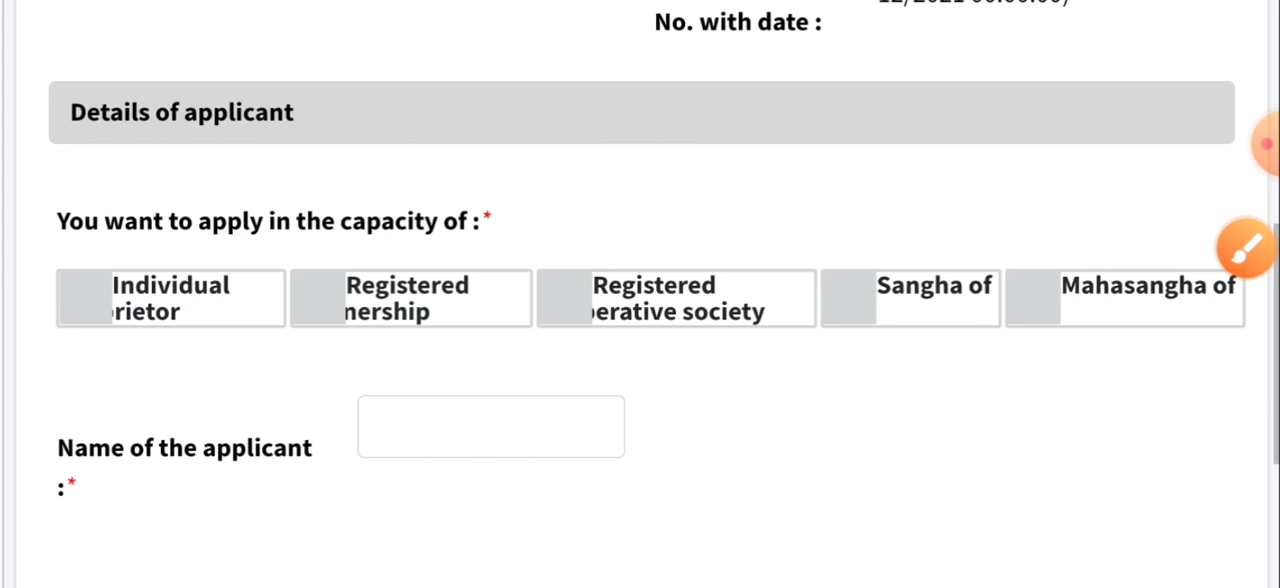 No. with date :
Details of applicant
You want to apply in the capacity of :*
Individual
rietor
Registered
nership
Registered
erative society
Sangha of
Mahasangha of
Name of the applicant
:*